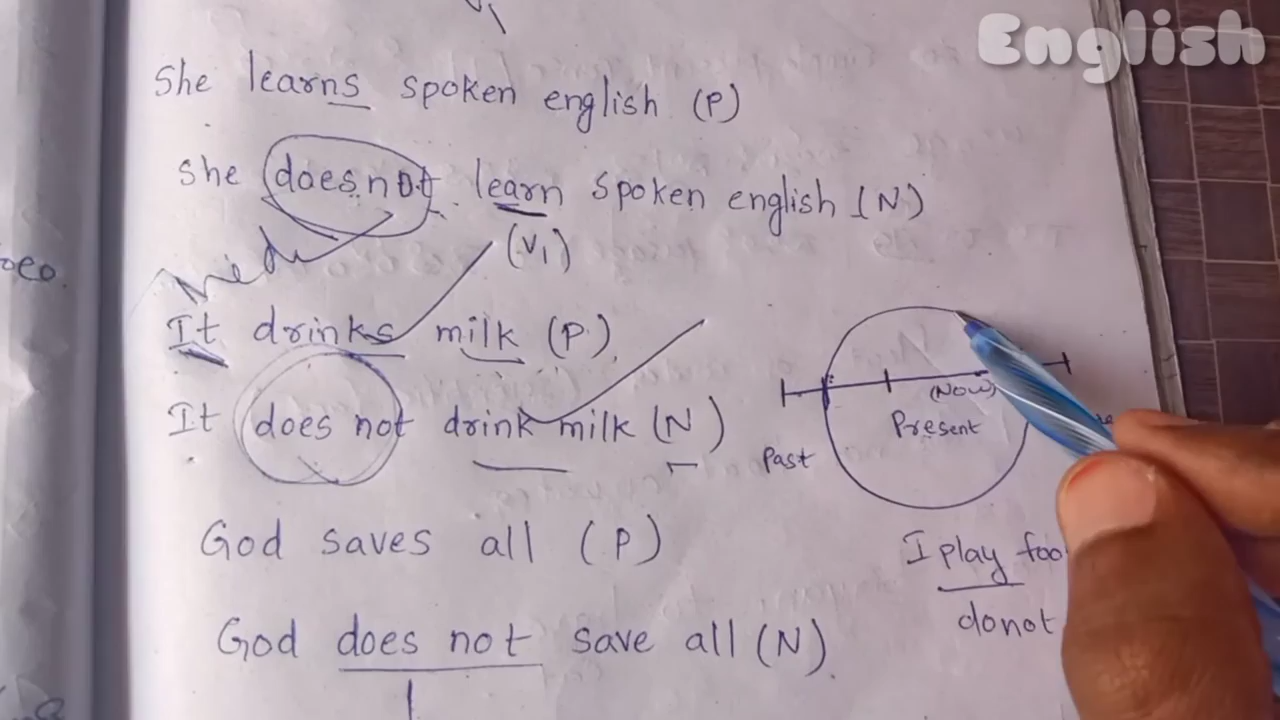 English
V1
She learns spoken english (P)
She does not learn spoken english (N)
(V1)
It drinks milk (P)
It does not drink milk (N)
(Now)
Present
Past
God saves all (P)
I play foo
donot
God does not save all (N)